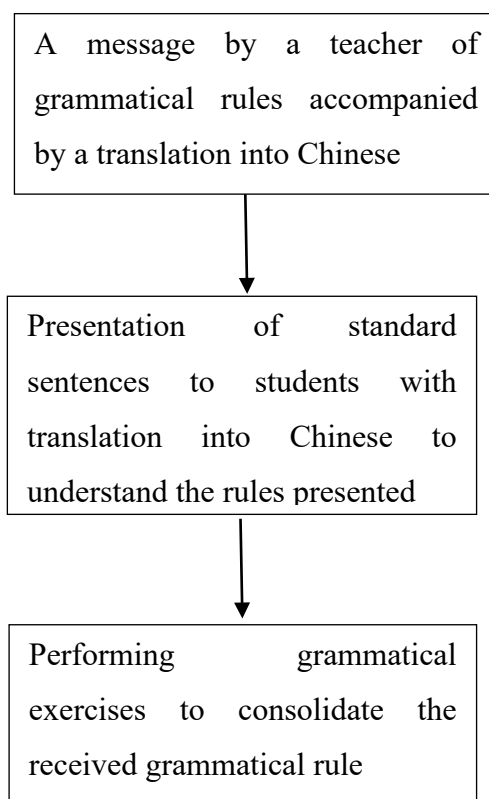 A message by a teacher of
grammatical rules accompanied
by a translation into Chinese
Presentation of standard
sentences to students with
translation into Chinese to
understand the rules presented
Performing grammatical
exercises to consolidate the
received grammatical rule